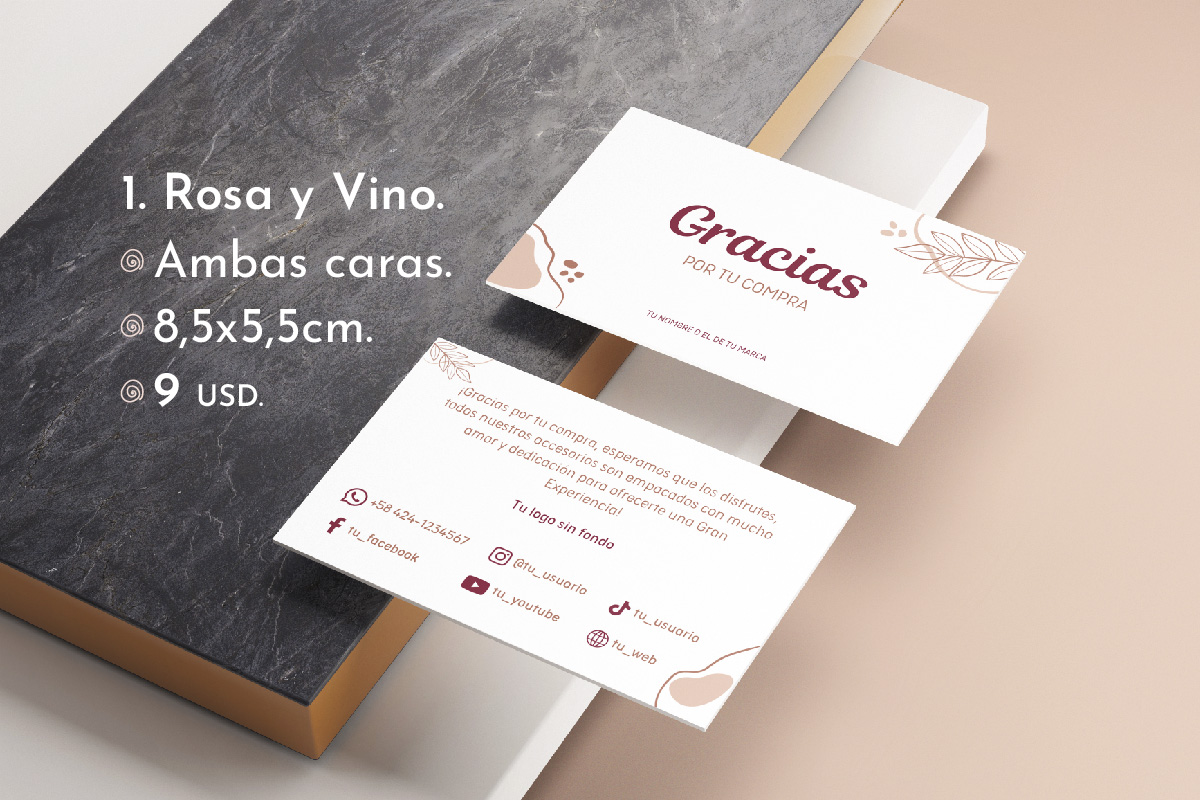 1. Rosa y Vino.
Ambas caras.
8,5x5,5cm.
9 USD.
Gracias
POR TU COMPRA
TU NOMBRE O EL DE TU MARCA
¡Gracias por tu compra, esperamos que los disfrutes,
todos nuestros accesorios son empacados con mucho
amor y dedicación para ofrecerte una Gran
Experiencia!
Tu logo sin fondo
+58 424-1234567
@tu_usuario
tu_usuario
tu_facebook
tu_youtube
tu_web